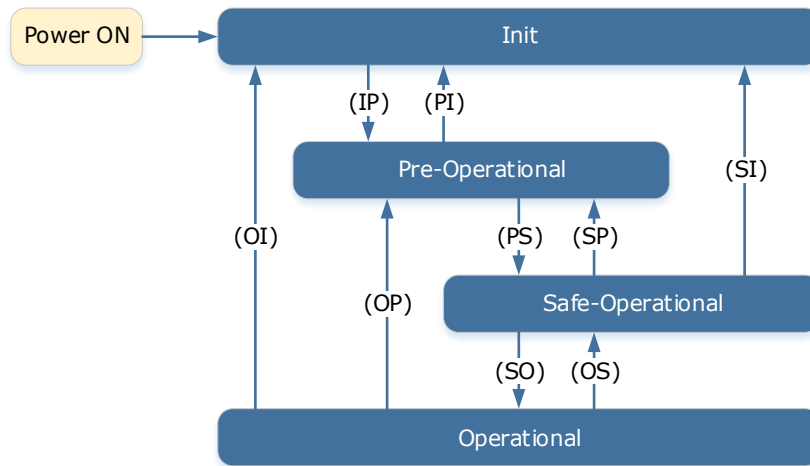 Power ON
Init
(IP)
(PI)
Pre-Operational
(SI)
(OI)
(PS)
(SP)
(OP)
Safe-Operational
(SO)
(OS)
Operational